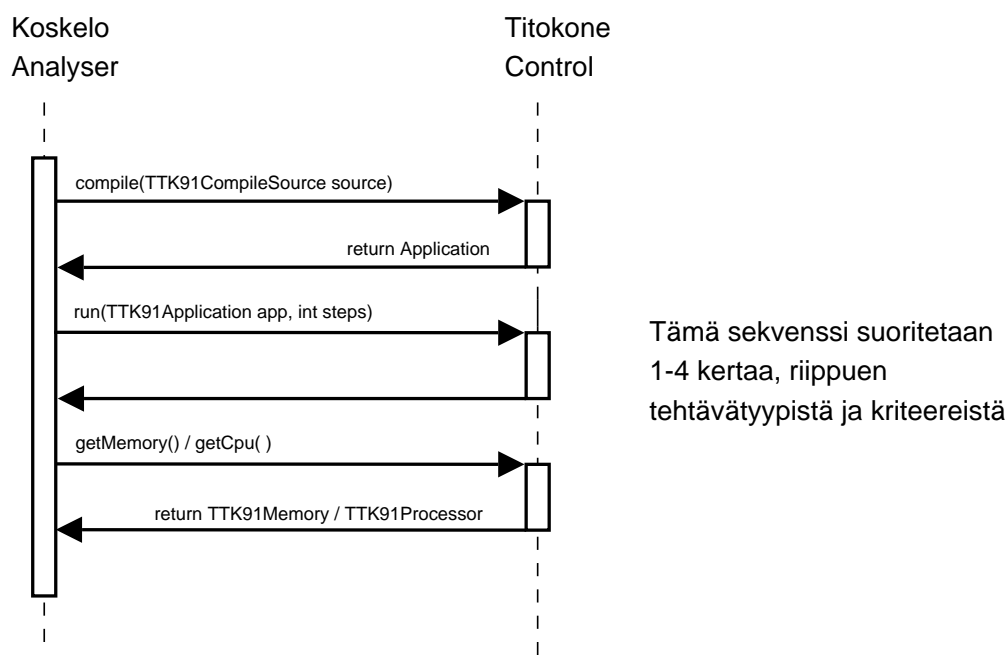 Koskelo
Analyser
Titokone
Control
compile(TTK91CompileSource source)
return Application
run(TTK91Application app, int steps)
getMemory() / getCpu( )
return TTK91Memory / TTK91Processor
Tämä sekvenssi suoritetaan
1-4 kertaa, riippuen
tehtävätyypistä ja kriteereistä